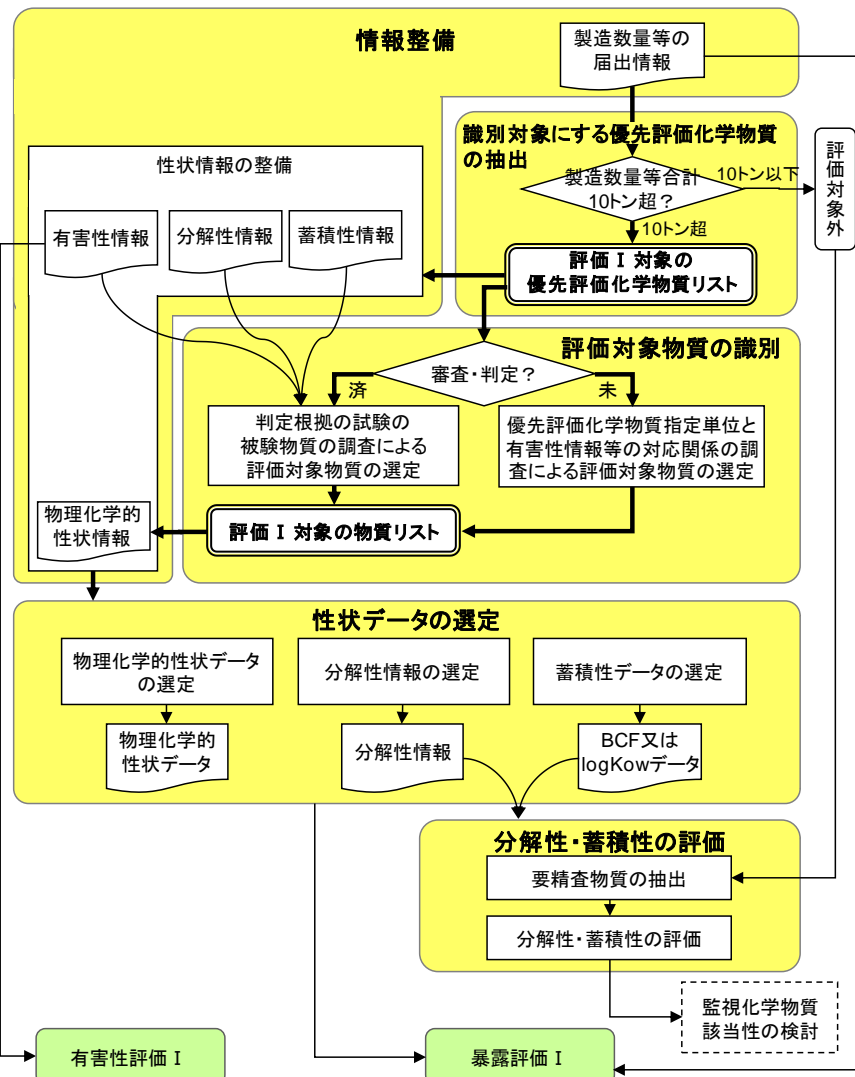 情報整備
製造数量等の
届出情報
識別対象にする優先評価化学物質
の抽出
製造数量等合計
10トン超？
10トン以下
10トン超
評価対象外
評価Ⅰ対象の
優先評価化学物質リスト
性状情報の整備
有害性情報
分解性情報
蓄積性情報
評価対象物質の識別
審査・判定？
済
未
判定根拠の試験の
被験物質の調査による
評価対象物質の選定
優先評価化学物質指定単位と
有害性情報等の対応関係の調
査による評価対象物質の選定
物理化学的
性状情報
評価Ⅰ対象の物質リスト
性状データの選定
物理化学的性状データ
の選定
分解性情報の選定
蓄積性データの選定
物理化学的
性状データ
分解性情報
BCF又は
logKowデータ
分解性・蓄積性の評価
要精査物質の抽出
分解性・蓄積性の評価
監視化学物質
該当性の検討
有害性評価Ⅰ
暴露評価Ⅰ